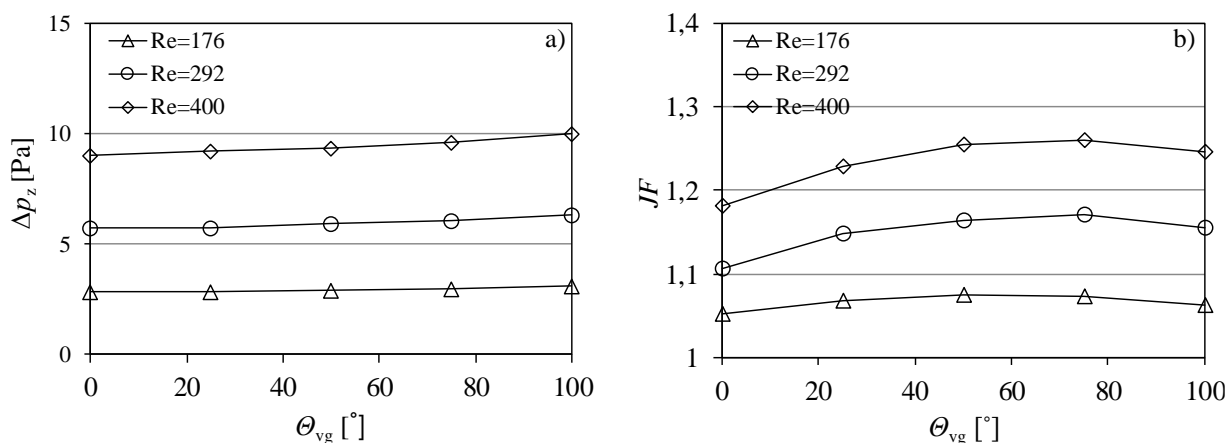 15
10
5
0
Δp_z [Pa]
a)
Re=176
Re=292
Re=400
0 20 40 60 80 100
Θ_vg [°]
1,4
1,3
1,2
1,1
1
JF
b)
Re=176
Re=292
Re=400
0 20 40 60 80 100
Θ_vg [°]